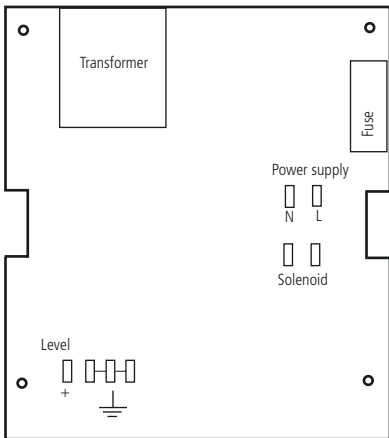 Transformer
Fuse
Power supply
N L
Solenoid
Level
+